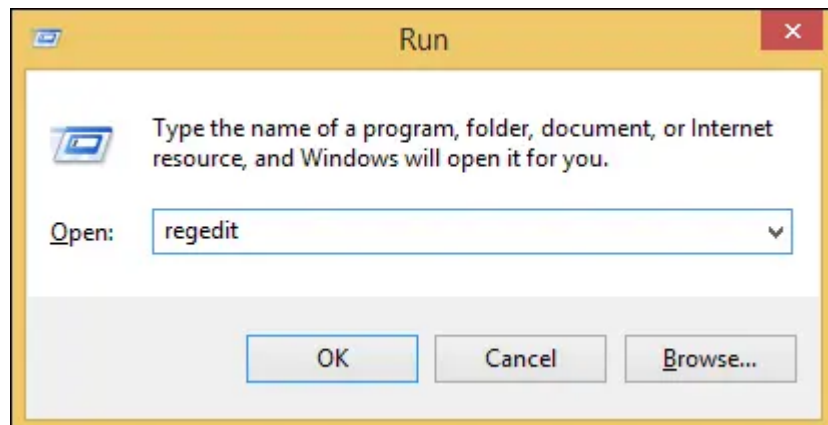 Run
Type the name of a program, folder, document, or Internet
resource, and Windows will open it for you.
Open: regedit
OK Cancel Browse...